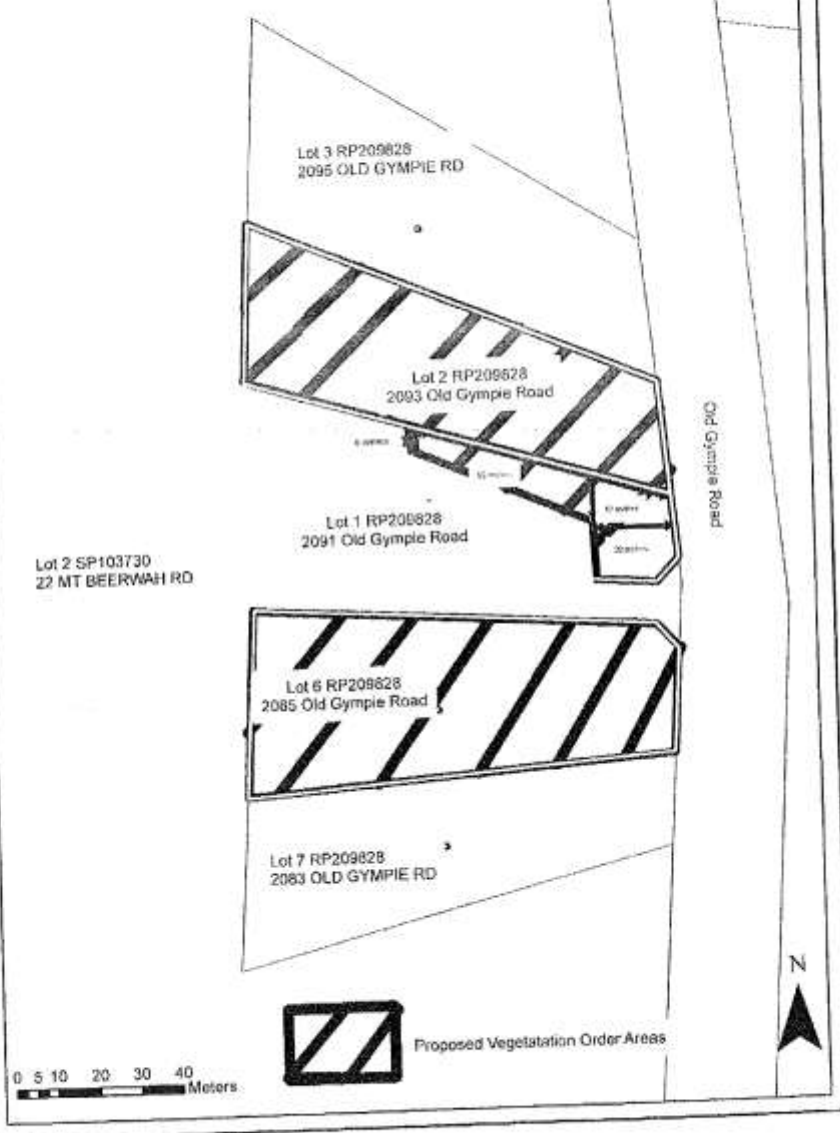 Lot 3 RP209828
2095 OLD GYMPIE RD
Lot 2 RP209828
2093 Old Gympie Road
Old Gympie Road
Lot 1 RP209828
2091 Old Gympie Road
Lot 2 SP103730
22 MT BEERWAH RD
Lot 6 RP209828
2085 Old Gympie Road
Lot 7 RP209828
2083 OLD GYMPIE RD
N
Proposed Vegetatation Order Areas
0 5 10 20 30 40
Meters